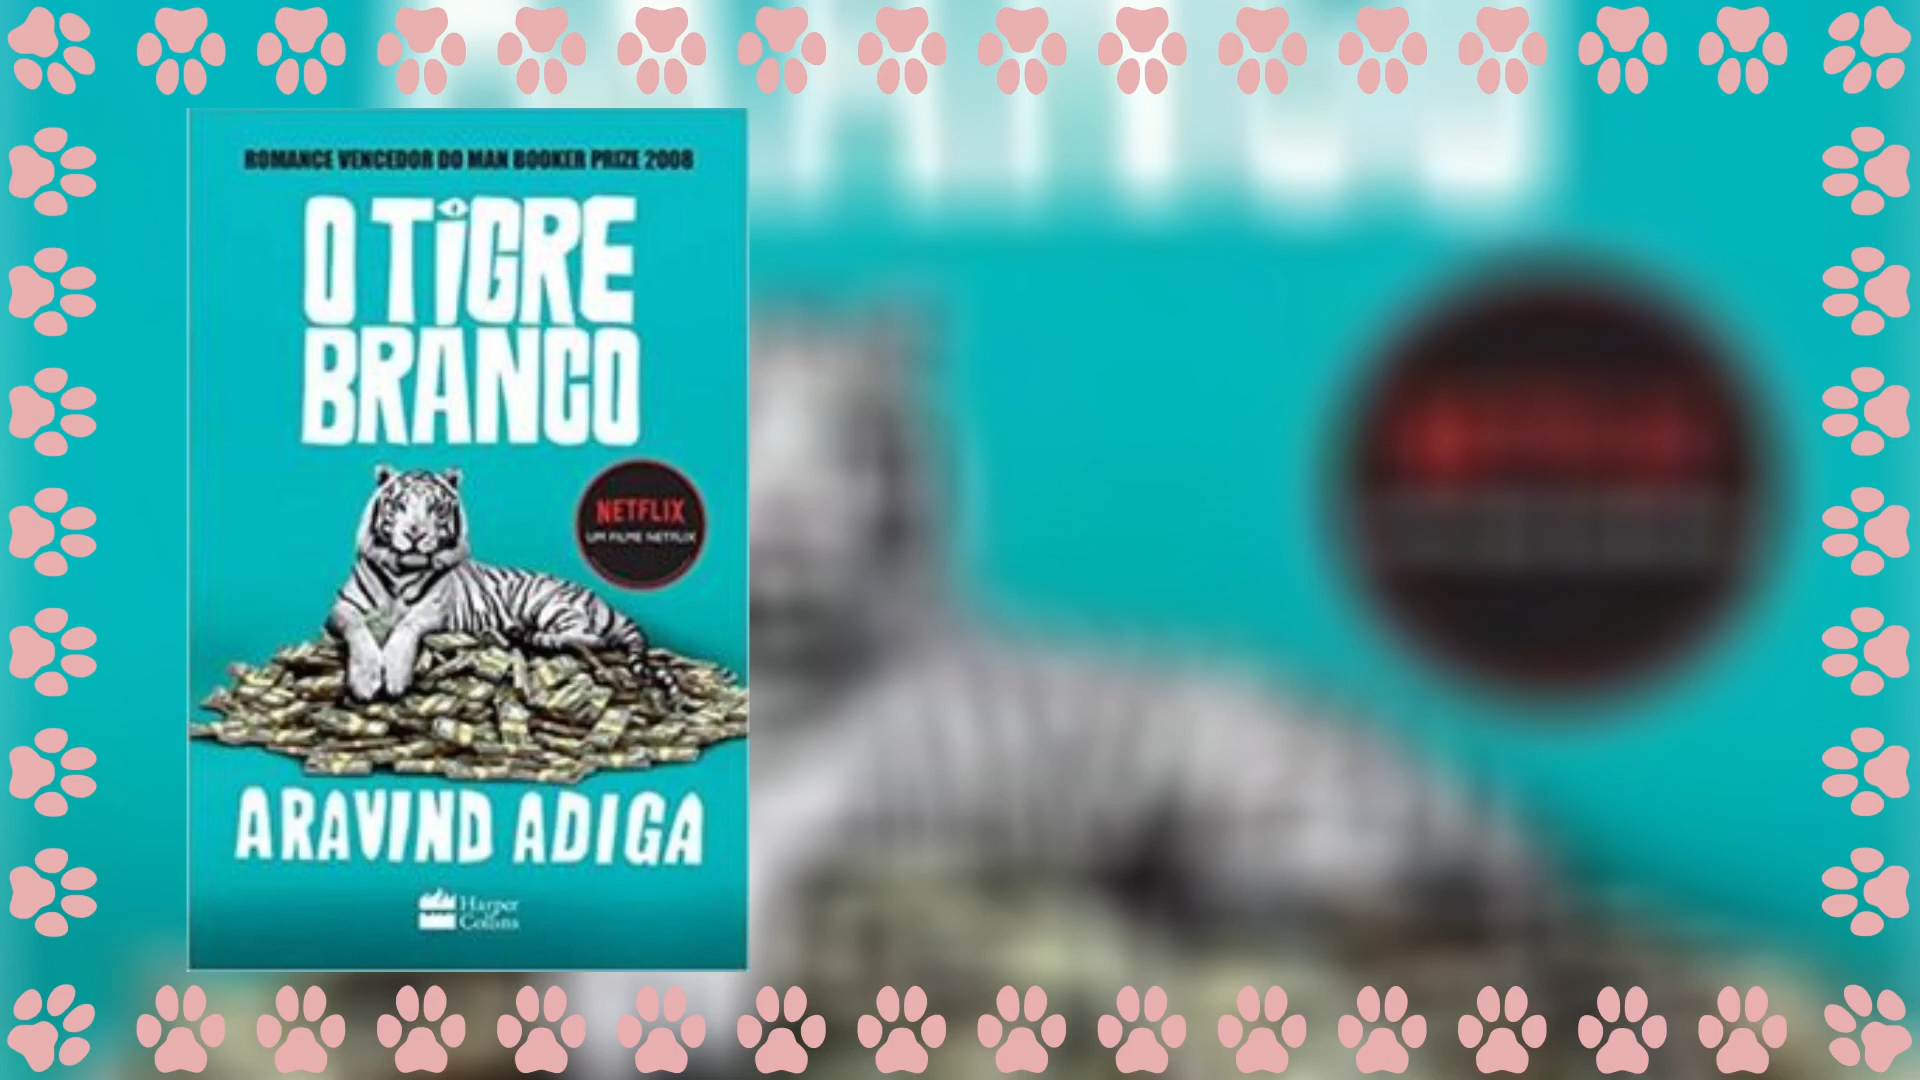 ROMANCE VENCEDOR DO MAN BOOKER PRIZE 2008
O TIGRE
BRANCO
NETFLIX
UM FILME NETFLIX
ARAVIND ADIGA
Harper
Collins